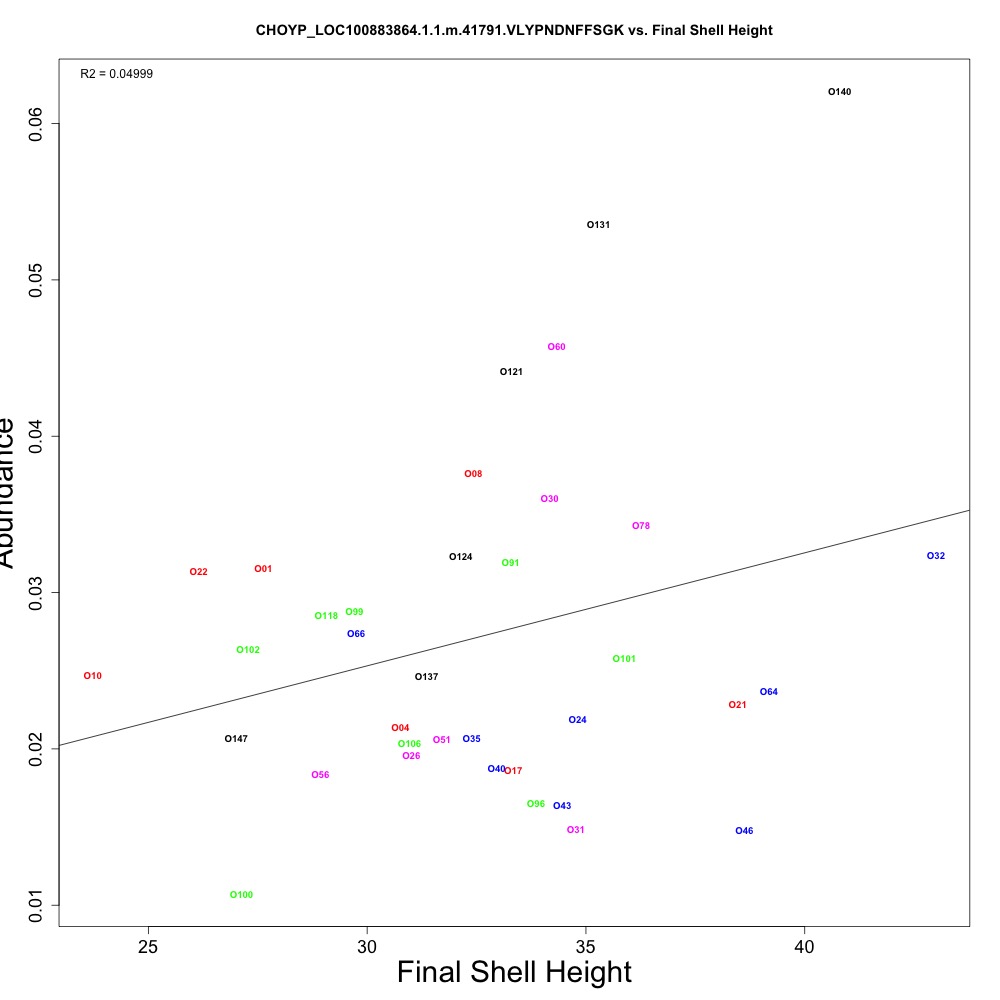 CHOYP_LOC100883864.1.1.m.41791.VLYPNDNFFSGK vs. Final Shell Height
R2 = 0.04999
O140
0.06
O131
0.05
O60
O121
0.04
Abundance
O08
O30
O78
O124
O91
O32
O22
O01
0.03
O118
O99
O66
O102
O101
O10
O137
O64
O21
O24
O04
O147
O106
O51
O35
0.02
O26
O56
O40
O17
O96
O43
O31
O46
O100
0.01
25 30 35 40
Final Shell Height